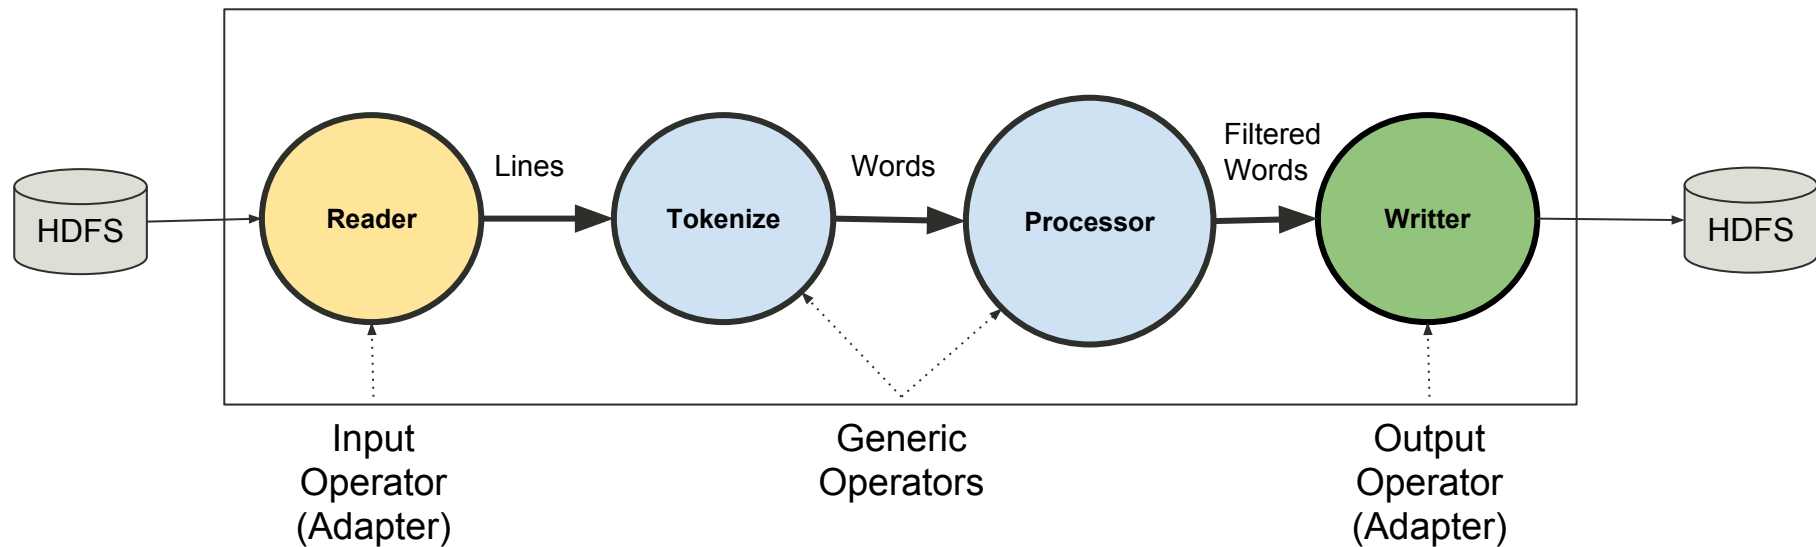 HDFS
Reader
Lines
Tokenize
Words
Processor
Filtered
Words
Writter
HDFS
Input
Operator
(Adapter)
Generic
Operators
Output
Operator
(Adapter)